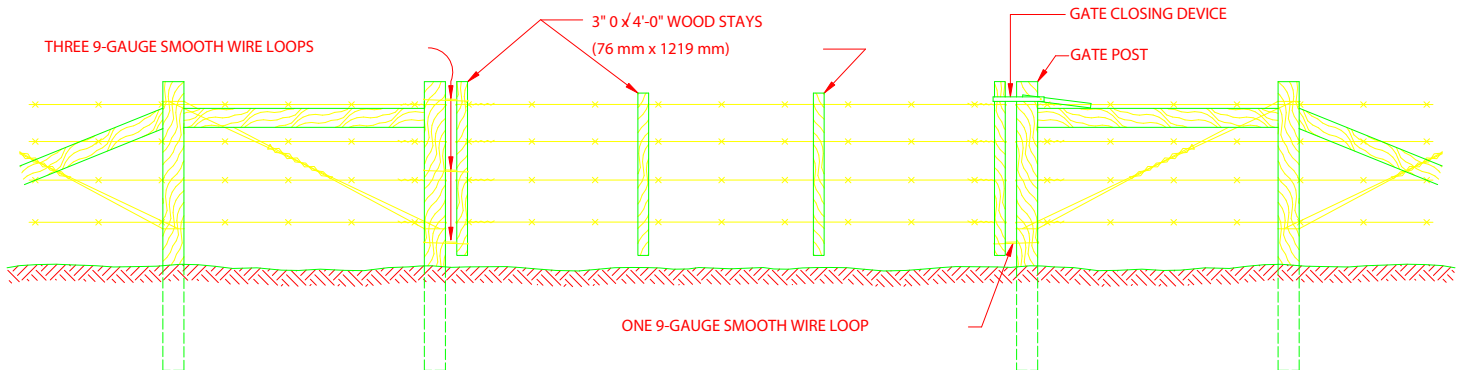 GATE CLOSING DEVICE
3" 0 x 4'-0" WOOD STAYS
THREE 9-GAUGE SMOOTH WIRE LOOPS
(76 mm x 1219 mm)
GATE POST
ONE 9-GAUGE SMOOTH WIRE LOOP